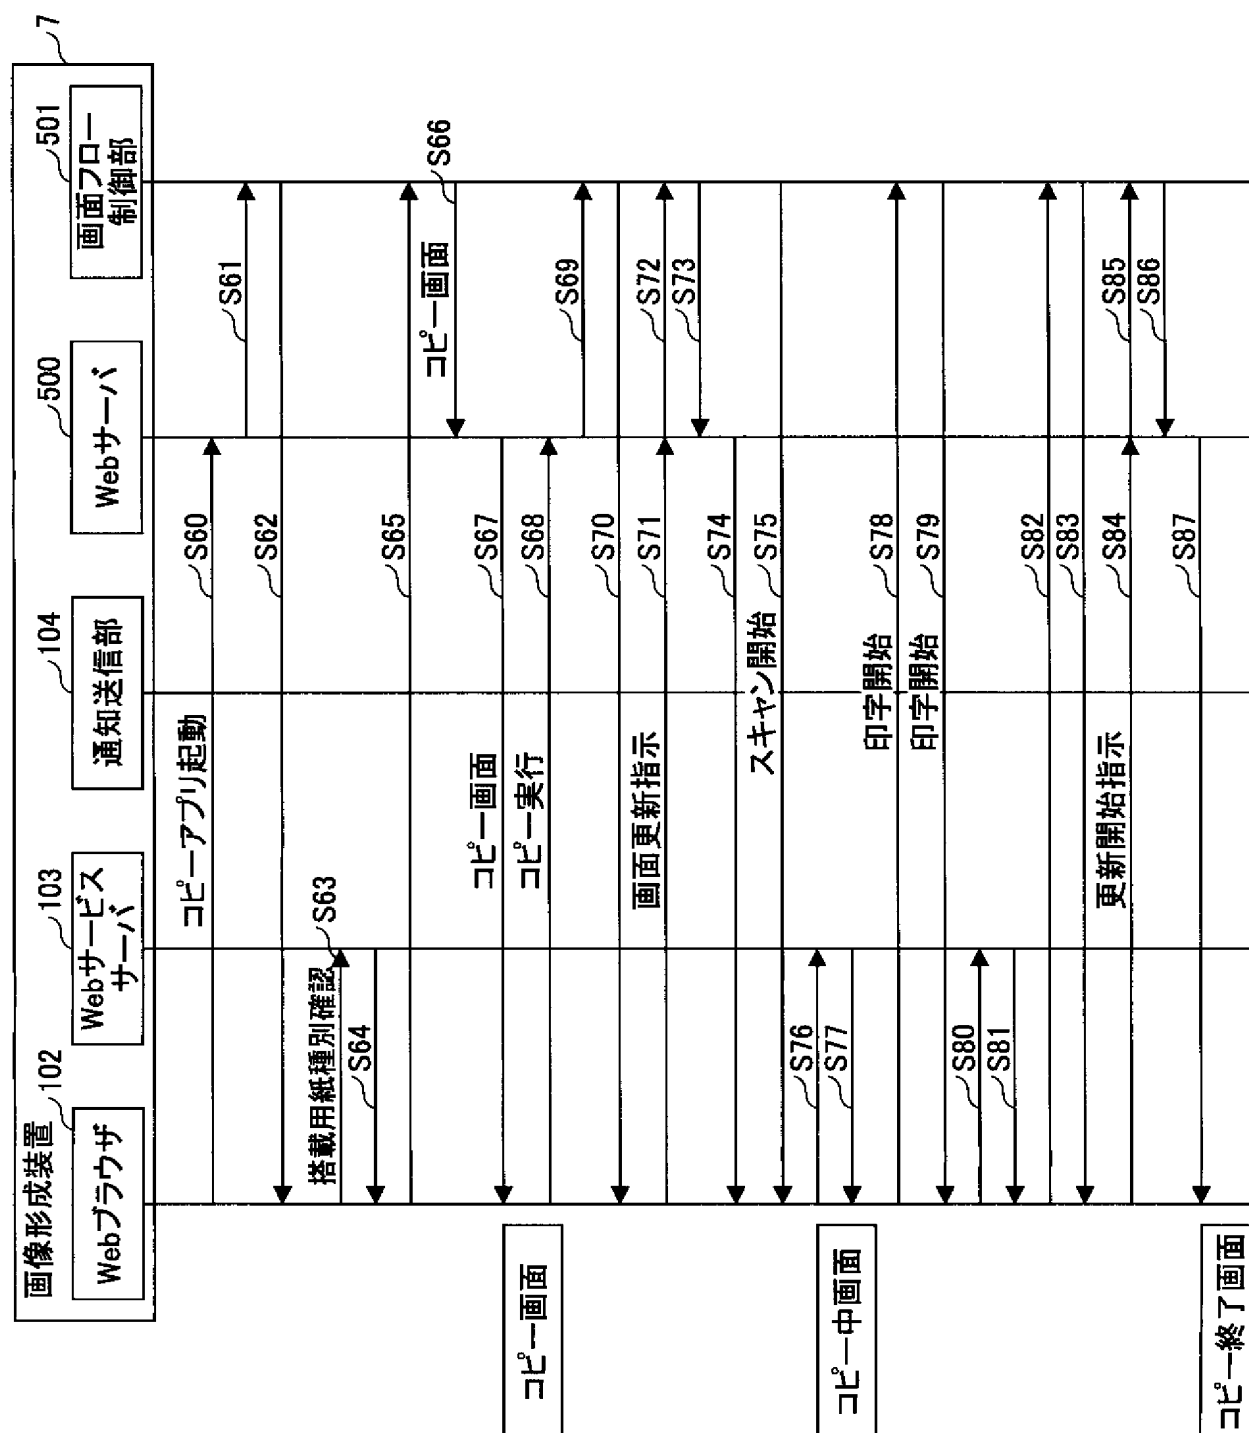 画像形成装置
7
102
Webブラウザ
103
Webサービス
サーバ
104
通知送信部
500
Webサーバ
501
画面フロー
制御部
コピーアプリ起動
S60
S61
S62
搭載用紙種別確認
S63
S64
S65
コピー画面
S66
コピー画面
S67
コピー画面
コピー実行
S68
S69
S70
画面更新指示
S71
S72
S73
S74
スキャン開始
S75
コピー中画面
S76
S77
印字開始
S78
印字開始
S79
S80
S81
S82
S83
更新開始指示
S84
S85
S86
S87
コピー終了画面